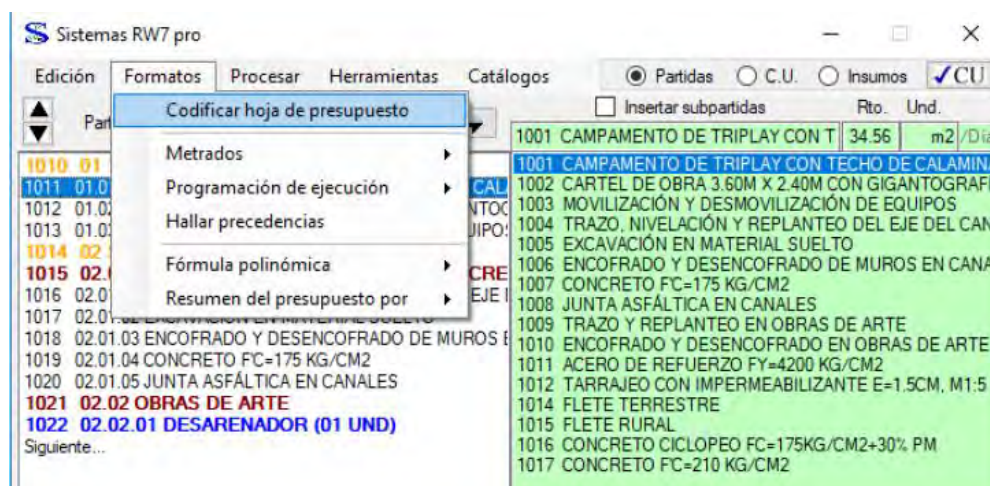 Sistemas RW7 pro
Edición Formatos Procesar Herramientas Catálogos Partidas C.U. Insumos ✓CU
Codificar hoja de presupuesto
Metrados
Programación de ejecución
Hallar precedencias
Fórmula polinómica
Resumen del presupuesto por
Insertar subpartidas Rto. Und.
1001 CAMPAMENTO DE TRIPLAY CON T 34.56 m2 /Día
1010 01
1011 01.0
1012 01.0
1013 01.0
1014 02
1015 02.0
1016 02.0
1017 02.01.02 EXCAVACIÓN EN MATERIAL SUELTO
1018 02.01.03 ENCOFRADO Y DESENCOFRADO DE MUROS E
1019 02.01.04 CONCRETO F'C=175 KG/CM2
1020 02.01.05 JUNTA ASFÁLTICA EN CANALES
1021 02.02 OBRAS DE ARTE
1022 02.02.01 DESARENADOR (01 UND)
Siguiente...
1001 CAMPAMENTO DE TRIPLAY CON TECHO DE CALAMINA
1002 CARTEL DE OBRA 3.60M X 2.40M CON GIGANTOGRAFI
1003 MOVILIZACIÓN Y DESMOVILIZACIÓN DE EQUIPOS
1004 TRAZO, NIVELACIÓN Y REPLANTEO DEL EJE DEL CAN
1005 EXCAVACIÓN EN MATERIAL SUELTO
1006 ENCOFRADO Y DESENCOFRADO DE MUROS EN CANA
1007 CONCRETO F'C=175 KG/CM2
1008 JUNTA ASFÁLTICA EN CANALES
1009 TRAZO Y REPLANTEO EN OBRAS DE ARTE
1010 ENCOFRADO Y DESENCOFRADO EN OBRAS DE ARTE
1011 ACERO DE REFUERZO FY=4200 KG/CM2
1012 TARRAJEO CON IMPERMEABILIZANTE E=1.5CM, M1:5
1014 FLETE TERRESTRE
1015 FLETE RURAL
1016 CONCRETO CICLOPEO FC=175KG/CM2+30% PM
1017 CONCRETO F'C=210 KG/CM2